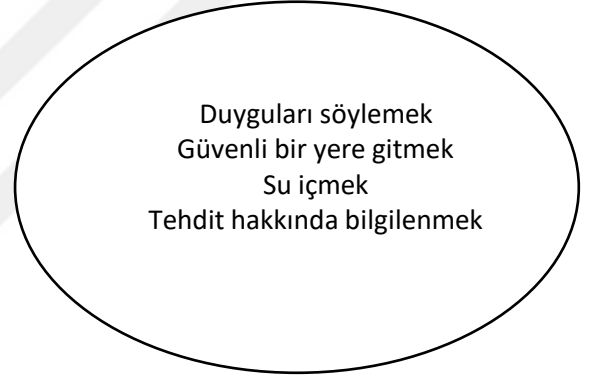 Duyguları söylemek
Güvenli bir yere gitmek
Su içmek
Tehdit hakkında bilgilenmek